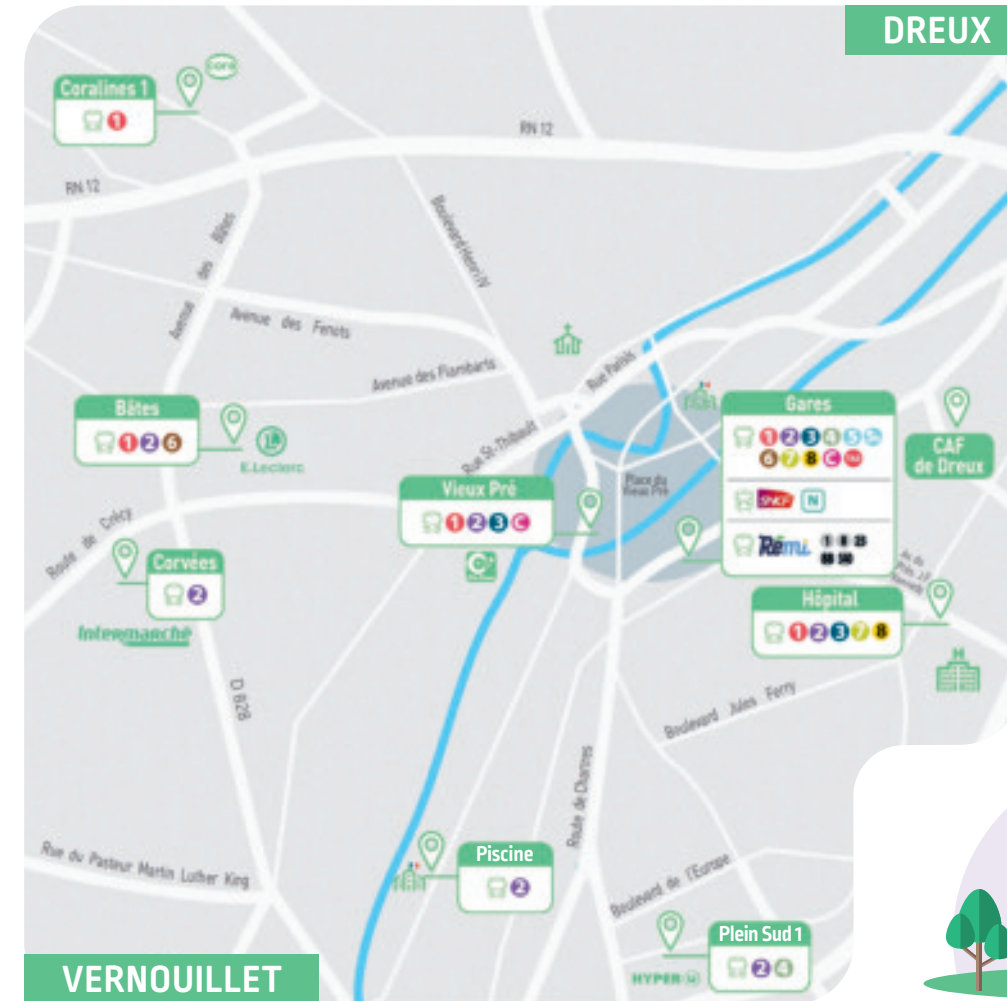 DREUX
cora
Coralines 1
1
RN 12
RN 12
Boulevard Henri IV
Avenue des Bâtes
Avenue des Fenots
Avenue des Flambarts
Rue Parisis
Rue St-Thibault
Bâtes
1 2 6
E.Leclerc
Gares
1 2 3 4 5
6 7 8 C
SNCF N
Rémi
CAF
de Dreux
Vieux Pré
1 2 3 C
Place du
Vieux Pré
Route de Crécy
Corvées
2
Intermarché
Hôpital
1 2 3 7 8
H
D 828
Boulevard Jules Ferry
Route de Chartres
Rue du Pasteur Martin Luther King
Piscine
2
Boulevard de l'Europe
Plein Sud 1
2 4
HYPER U
VERNOUILLET